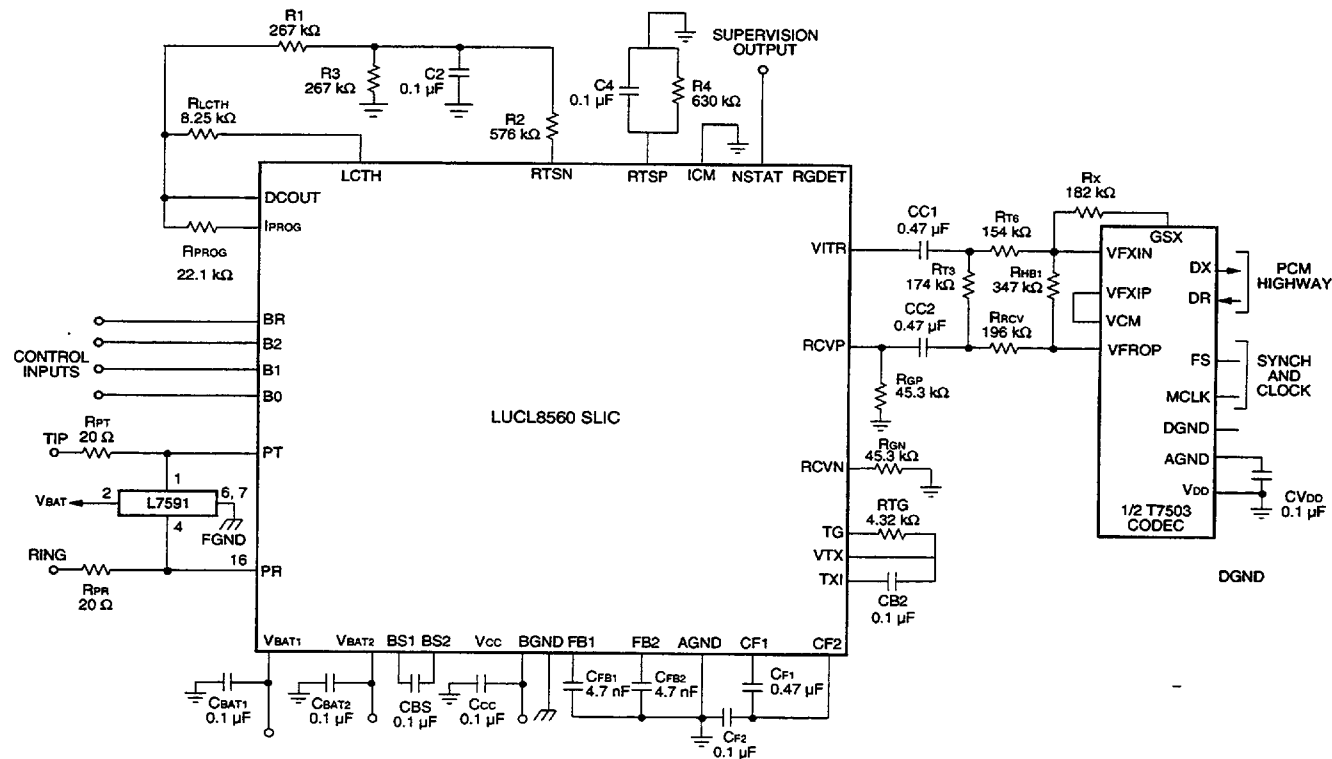 R1
267 kΩ
R3
267 kΩ
C2
0.1 µF
RLCTH
8.25 kΩ
R2
576 kΩ
C4
0.1 µF
R4
630 kΩ
SUPERVISION
OUTPUT
LCTH
RTSN
RTSP
ICM
NSTAT
RGDET
DCOUT
IPROG
RPROG
22.1 kΩ
BR
B2
B1
B0
CONTROL
INPUTS
RPT
20 Ω
TIP
PT
1
VBAT
2
L7591
6, 7
4
FGND
RING
16
PR
RPR
20 Ω
LUCL8560 SLIC
VITR
CC1
0.47 µF
RT6
154 kΩ
RX
182 kΩ
RT3
174 kΩ
RHB1
347 kΩ
RCVP
CC2
0.47 µF
RRCV
196 kΩ
RGP
45.3 kΩ
RCVN
RGN
45.3 kΩ
RTG
4.32 kΩ
TG
VTX
TXI
CB2
0.1 µF
GSX
VFXIN
VFXIP
VCM
VFROP
DX
DR
PCM
HIGHWAY
FS
MCLK
SYNCH
AND
CLOCK
DGND
AGND
VDD
1/2 T7503
CODEC
CVDD
0.1 µF
DGND
VBAT1
VBAT2
BS1
BS2
VCC
BGND
FB1
FB2
AGND
CF1
CF2
CBAT1
0.1 µF
CBAT2
0.1 µF
CBS
0.1 µF
CCC
0.1 µF
CFB1
4.7 nF
CFB2
4.7 nF
CF1
0.47 µF
CF2
0.1 µF